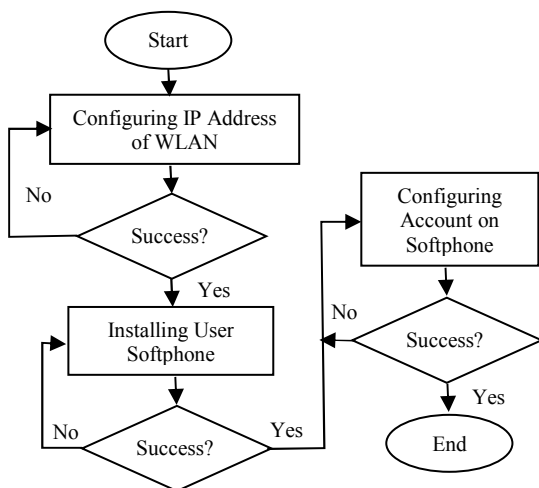 Start
Configuring IP Address
of WLAN
No
Success?
Yes
Installing User
Softphone
No
Success?
Yes
Configuring
Account on
Softphone
No
Success?
Yes
End